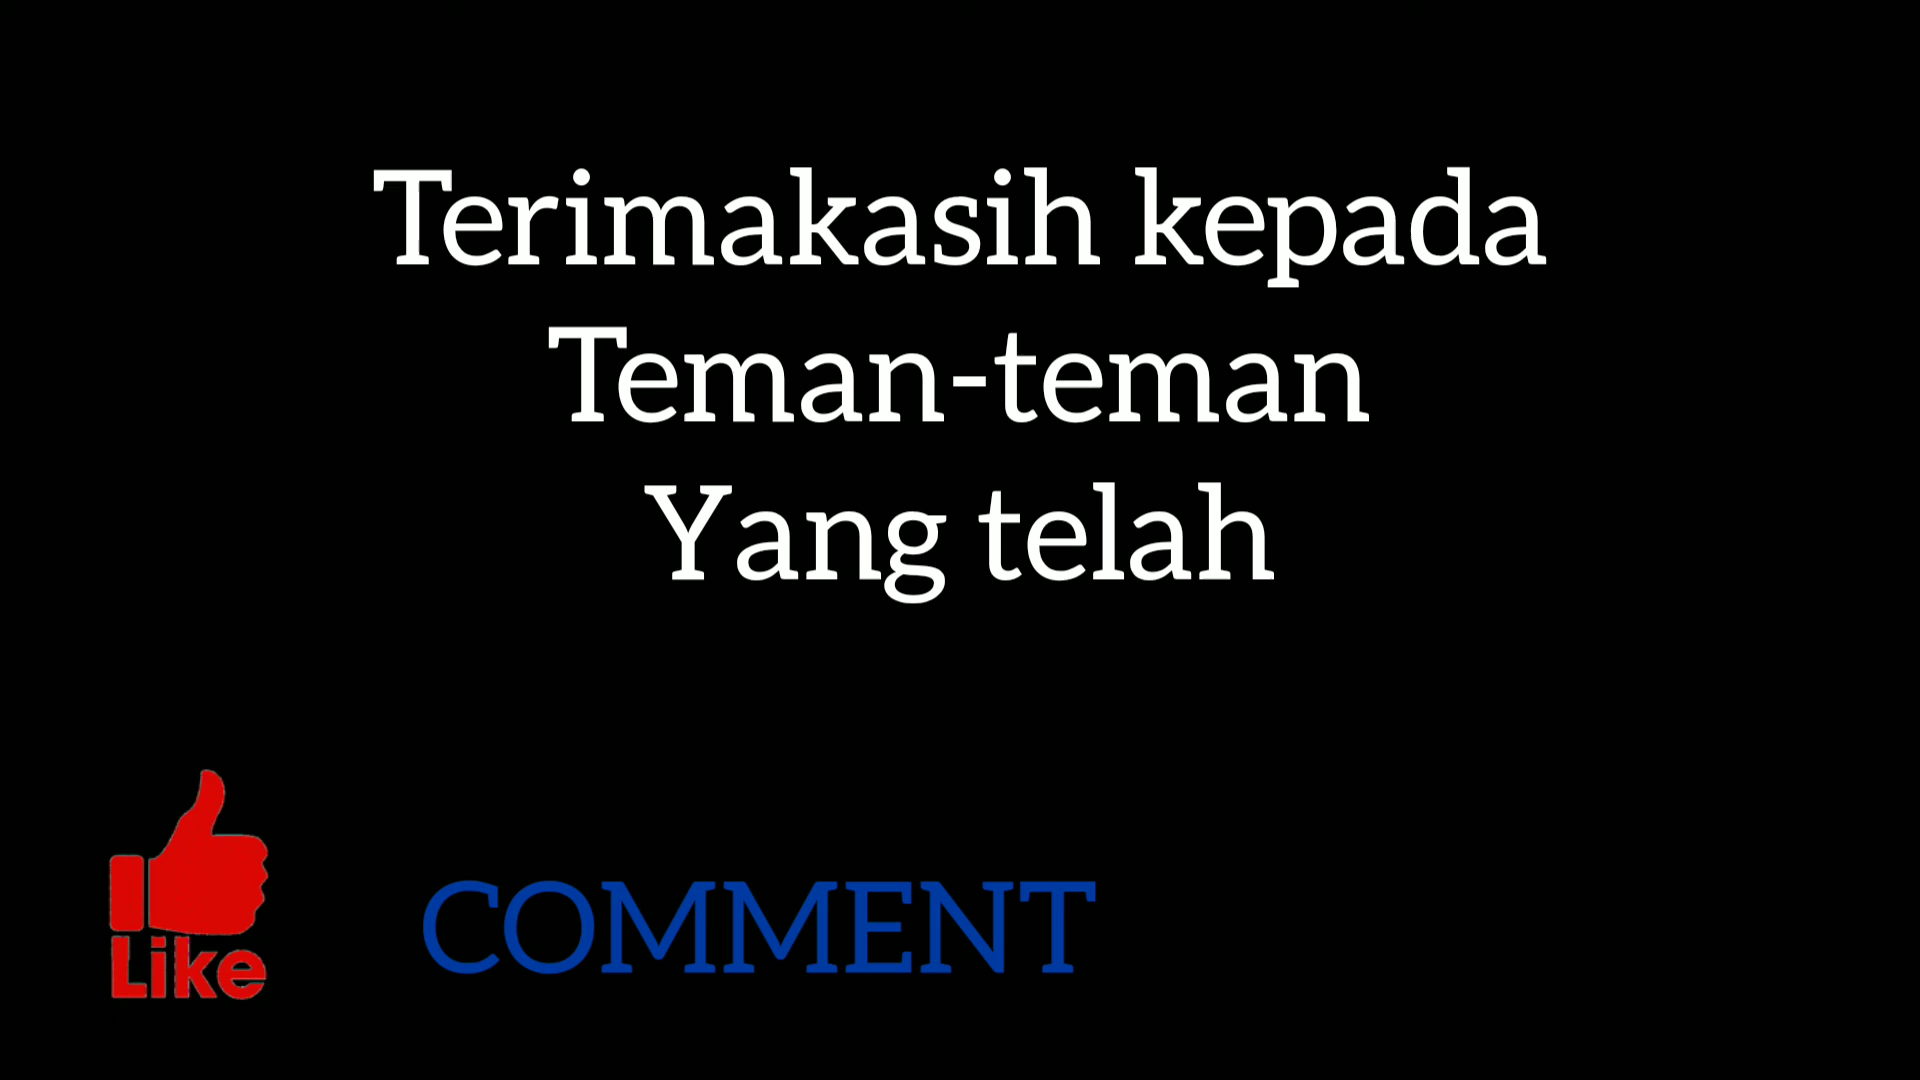 Terimakasih kepada
Teman-teman
Yang telah
Like
COMMENT